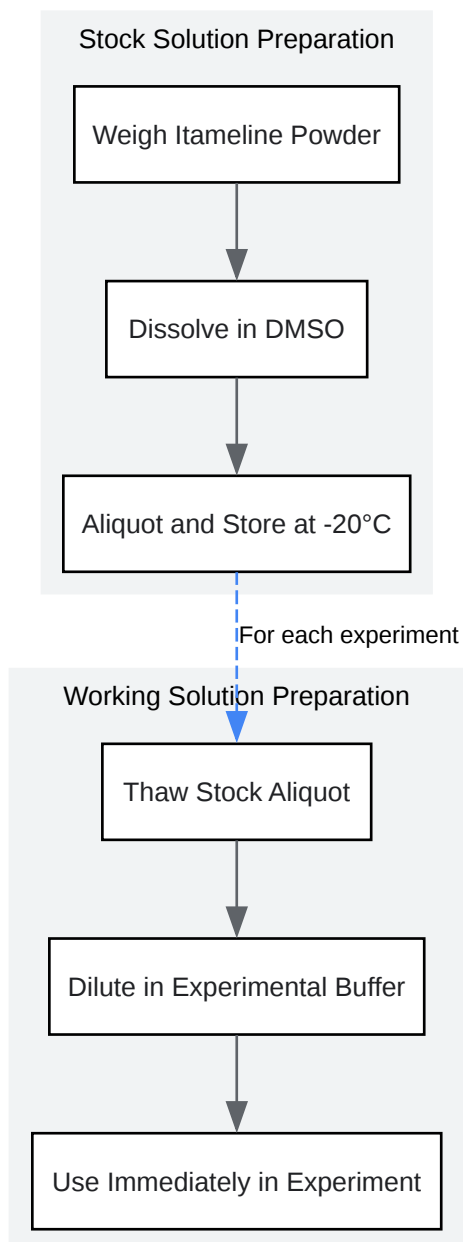 Stock Solution Preparation
Weigh Itameline Powder
Dissolve in DMSO
Aliquot and Store at -20°C
For each experiment
Working Solution Preparation
Thaw Stock Aliquot
Dilute in Experimental Buffer
Use Immediately in Experiment